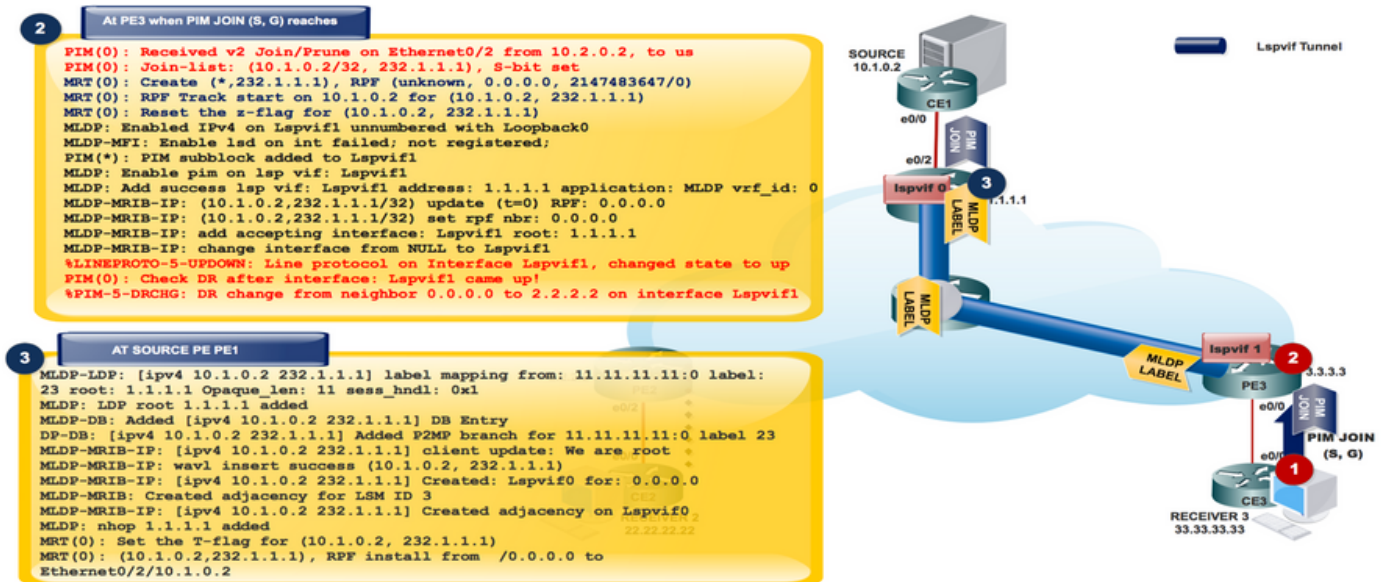 2
At PE3 when PIM JOIN (S, G) reaches
PIM(0): Received v2 Join/Prune on Ethernet0/2 from 10.2.0.2, to us
PIM(0): Join-list: (10.1.0.2/32, 232.1.1.1), S-bit set
MRT(0): Create (*,232.1.1.1), RPF (unknown, 0.0.0.0, 2147483647/0)
MRT(0): RPF Track start on 10.1.0.2 for (10.1.0.2, 232.1.1.1)
MRT(0): Reset the z-flag for (10.1.0.2, 232.1.1.1)
MLDP: Enabled IPv4 on Lspvif1 unnumbered with Loopback0
MLDP-MFI: Enable lsd on int failed; not registered;
PIM(*): PIM subblock added to Lspvif1
MLDP: Enable pim on lsp vif: Lspvif1
MLDP: Add success lsp vif: Lspvif1 address: 1.1.1.1 application: MLDP vrf_id: 0
MLDP-MRIB-IP: (10.1.0.2,232.1.1.1/32) update (t=0) RPF: 0.0.0.0
MLDP-MRIB-IP: (10.1.0.2,232.1.1.1/32) set rpf nbr: 0.0.0.0
MLDP-MRIB-IP: add accepting interface: Lspvif1 root: 1.1.1.1
MLDP-MRIB-IP: change interface from NULL to Lspvif1
%LINEPROTO-5-UPDOWN: Line protocol on Interface Lspvif1, changed state to up
PIM(0): Check DR after interface: Lspvif1 came up!
%PIM-5-DRCHG: DR change from neighbor 0.0.0.0 to 2.2.2.2 on interface Lspvif1
3
AT SOURCE PE PE1
MLDP-LDP: [ipv4 10.1.0.2 232.1.1.1] label mapping from: 11.11.11.11:0 label:
23 root: 1.1.1.1 Opaque_len: 11 sess_hndl: 0x1
MLDP: LDP root 1.1.1.1 added
MLDP-DB: Added [ipv4 10.1.0.2 232.1.1.1] DB Entry
DP-DB: [ipv4 10.1.0.2 232.1.1.1] Added P2MP branch for 11.11.11.11:0 label 23
MLDP-MRIB-IP: [ipv4 10.1.0.2 232.1.1.1] client update: We are root
MLDP-MRIB-IP: wavl insert success (10.1.0.2, 232.1.1.1)
MLDP-MRIB-IP: [ipv4 10.1.0.2 232.1.1.1] Created: Lspvif0 for: 0.0.0.0
MLDP-MRIB: Created adjacency for LSM ID 3
MLDP-MRIB-IP: [ipv4 10.1.0.2 232.1.1.1] Created adjacency on Lspvif0
MLDP: nhop 1.1.1.1 added
MRT(0): Set the T-flag for (10.1.0.2, 232.1.1.1)
MRT(0): (10.1.0.2,232.1.1.1), RPF install from /0.0.0.0 to
Ethernet0/2/10.1.0.2
PE2
e0/2
e0/0
CE2
RECEIVER 2
22.22.22.22
Lspvif Tunnel
SOURCE
10.1.0.2
CE1
e0/0
PIM JOIN
e0/2
lspvif 0
3
1.1.1.1
MLDP LABEL
MLDP LABEL
MLDP LABEL
lspvif 1
2
3.3.3.3
PE3
e0/0
PIM JOIN
PIM JOIN
(S, G)
e0/0
1
CE3
RECEIVER 3
33.33.33.33